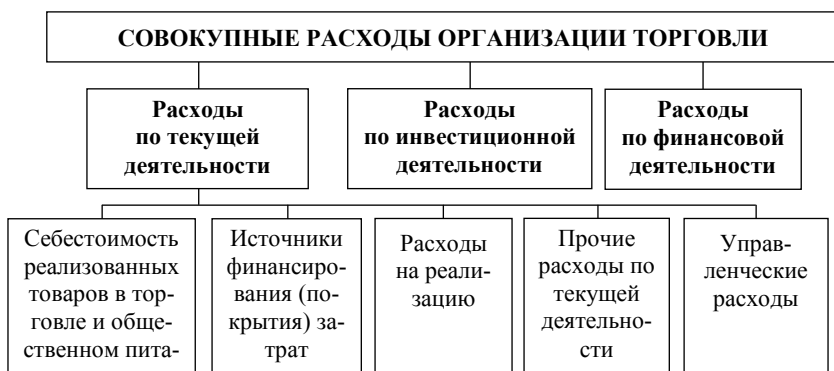 СОВОКУПНЫЕ РАСХОДЫ ОРГАНИЗАЦИИ ТОРГОВЛИ
Расходы
по текущей
деятельности
Расходы
по инвестиционной
деятельности
Расходы
по финансовой
деятельности
Себестоимость
реализованных
товаров в тор-
говле и обще-
ственном пита-
Источники
финансиро-
вания (по-
крытия) за-
трат
Расходы
на реали-
зацию
Прочие
расходы по
текущей
деятельно-
сти
Управ-
ленческие
расходы